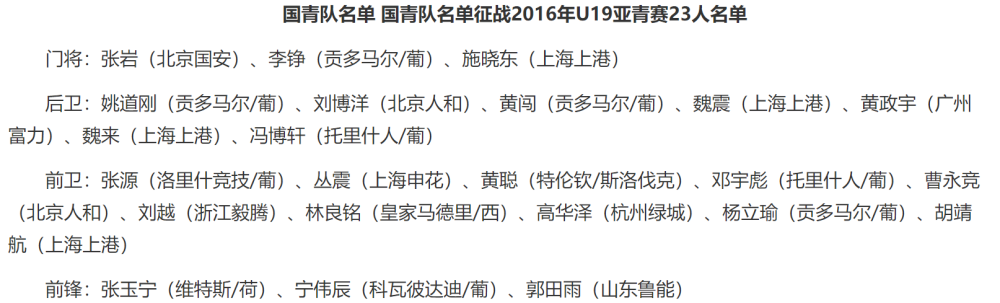 国青队名单 国青队名单征战2016年U19亚青赛23人名单
门将：张岩（北京国安）、李铮（贡多马尔/葡）、施晓东（上海上港）
后卫：姚道刚（贡多马尔/葡）、刘博洋（北京人和）、黄闯（贡多马尔/葡）、魏震（上海上港）、黄政宇（广州
富力）、魏来（上海上港）、冯博轩（托里什人/葡）
前卫：张源（洛里什竞技/葡）、丛震（上海申花）、黄聪（特伦钦/斯洛伐克）、邓宇彪（托里什人/葡）、曹永竞
（北京人和）、刘越（浙江毅腾）、林良铭（皇家马德里/西）、高华泽（杭州绿城）、杨立瑜（贡多马尔/葡）、胡靖
航（上海上港）
前锋：张玉宁（维特斯/荷）、宁伟辰（科瓦彼达迪/葡）、郭田雨（山东鲁能）